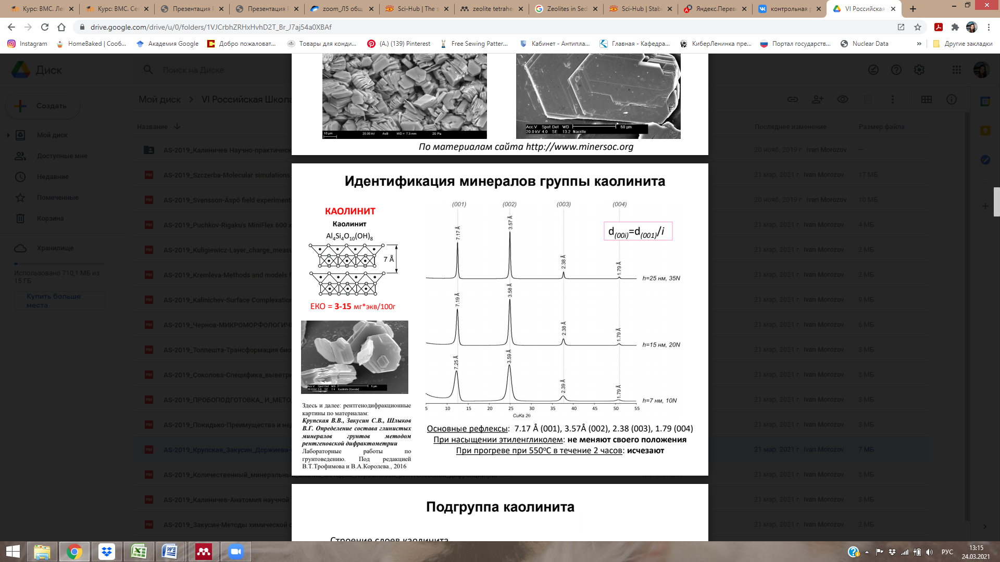 Курс: ВМС. Лек
Курс: ВМС. Се
Презентация
Презентация
zoom_Л5 общ
Sci-Hub | The s
zeolite tetrahe
Zeolites in Sed
Sci-Hub | Stab
Яндекс.Перев
контрольная р
VI Российская
drive.google.com/drive/u/0/folders/1VJCrbhZRHxHvhD2T_Br_J7aj54a0XBAf
Instagram
HomeBaked | Сооб...
Академия Google
Добро пожаловат...
Товары для конди...
(A.) (139) Pinterest
Free Sewing Patter...
Кабинет - Антипла...
Главная - Кафедра...
КиберЛенинка пре...
Портал государств...
Nuclear Data
»
Другие закладки
Диск
Поиск на Диске
Создать
Мой диск > VI Российская Школа
Мой диск
Доступные мне
Недавние
Помеченные
Корзина
Хранилище
Использовано 710,1 МБ из
15 ГБ
Купить больше
места
Название
Последнее изменение
Размер файла
AS-2019_Калиничев Научно-практическ
20 нояб. 2019 г. Ivan Morozov —
AS-2019_Szczerba-Molecular simulations
21 мар. 2021 г. Ivan Morozov 17 МБ
AS-2019_Svensson-Äspö field experiment
20 нояб. 2019 г. Ivan Morozov 10 МБ
AS-2019_Puchkov-Rigaku's MiniFlex 600 x
21 мар. 2021 г. Ivan Morozov 4 МБ
AS-2019_Kuligiewicz-Layer_charge_meas
21 мар. 2021 г. Ivan Morozov 2 МБ
AS-2019_Kremleva-Methods and models f
21 мар. 2021 г. Ivan Morozov 2 МБ
AS-2019_Kalinichev-Surface Complexation
21 мар. 2021 г. Ivan Morozov 9 МБ
AS-2019_Чернов-МИКРОМОРФОЛОГИЧ
21 мар. 2021 г. Ivan Morozov 6 МБ
AS-2019_Толпешта-Трансформация био
21 мар. 2021 г. Ivan Morozov 3 МБ
AS-2019_Соколова-Специфика_выветри
21 мар. 2021 г. Ivan Morozov 5 МБ
AS-2019_ПРОБОПОДГОТОВКА_ И_МЕТО
21 мар. 2021 г. Ivan Morozov 3 МБ
AS-2019_Покидько-Преимущества и нед
21 мар. 2021 г. Ivan Morozov 3 МБ
AS-2019_Крупская_Закусин_Доржиева-
21 мар. 2021 г. Ivan Morozov 7 МБ
AS-2019_Количественный_минеральны
21 мар. 2021 г. Ivan Morozov 5 МБ
AS-2019_Калиничев-Анатомия научной
21 мар. 2021 г. Ivan Morozov 3 МБ
AS-2019_Закусин-Методы химической с
21 мар. 2021 г. Ivan Morozov 2 МБ
10 µm 20.00 kV AsB WD = 7.3 mm 20 Pa
Acc.V Spot Det WD 50 µm
20.0 kV 4.0 SE 13.2 Nacrite
По материалам сайта http://www.minersoc.org
Идентификация минералов группы каолинита
КАОЛИНИТ
Каолинит
Al4Si4O10(OH)8
7 Å
ЕКО = 3-15 мг*экв/100г
Acc.V Spot Det WD 5 µm
20.0 kV 3.0 SE 7.4 Kaolinite (Geode)
Здесь и далее: рентгенодифракционные
картины по материалам:
Крупская В.В., Закусин С.В., Шлыков
В.Г. Определение состава глинистых
минералов грунтов методом
рентгеновской дифрактометрии
Лабораторные работы по
грунтоведению. Под редакцией
В.Т.Трофимова и В.А.Королева., 2016
(001) (002) (003) (004)
d(00i)=d(001)/i
7.17 Å 3.57 Å 2.38 Å 1.79 Å
h=25 нм, 35N
7.19 Å 3.58 Å 2.38 Å 1.79 Å
h=15 нм, 20N
7.25 Å 3.59 Å 2.39 Å 1.79 Å
h=7 нм, 10N
5 10 15 20 25 30 35 40 45 50 55
CuKa 2θ
Основные рефлексы: 7.17 Å (001), 3.57Å (002), 2.38 (003), 1.79 (004)
При насыщении этиленгликолем: не меняют своего положения
При прогреве при 550°С в течение 2 часов: исчезают
Подгруппа каолинита
Строение слоев каолинита
РУС
13:15
24.03.2021